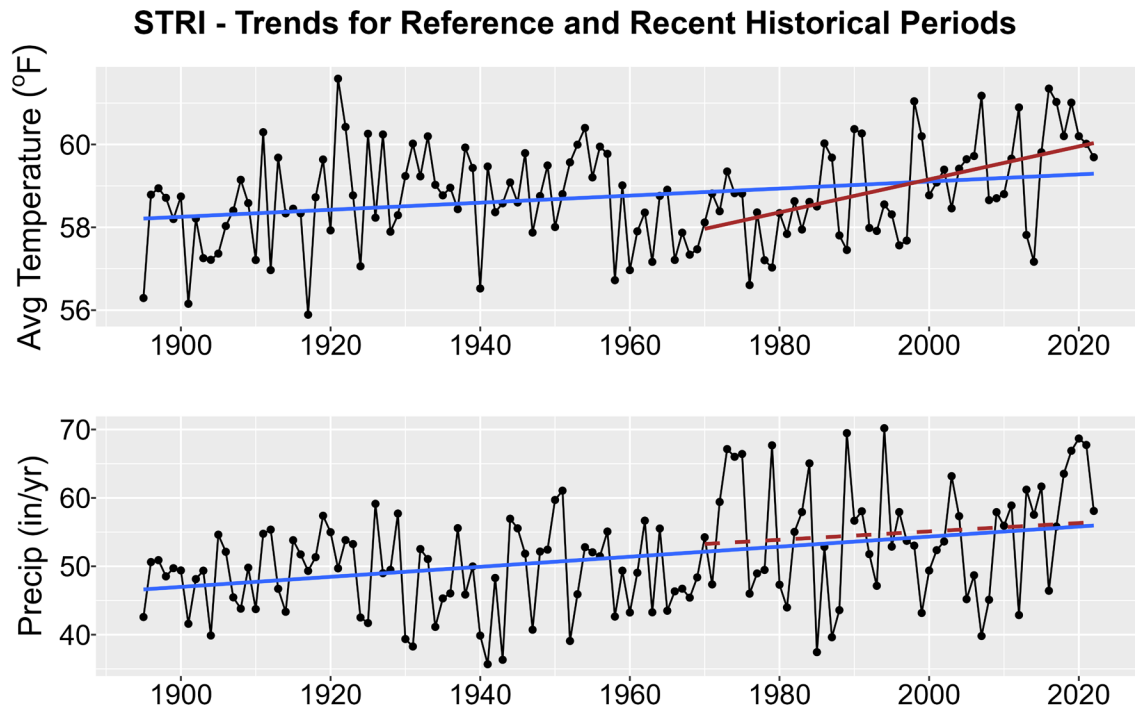 STRI - Trends for Reference and Recent Historical Periods
Avg Temperature (°F)
60
58
56
1900 1920 1940 1960 1980 2000 2020
Precip (in/yr)
70
60
50
40
1900 1920 1940 1960 1980 2000 2020